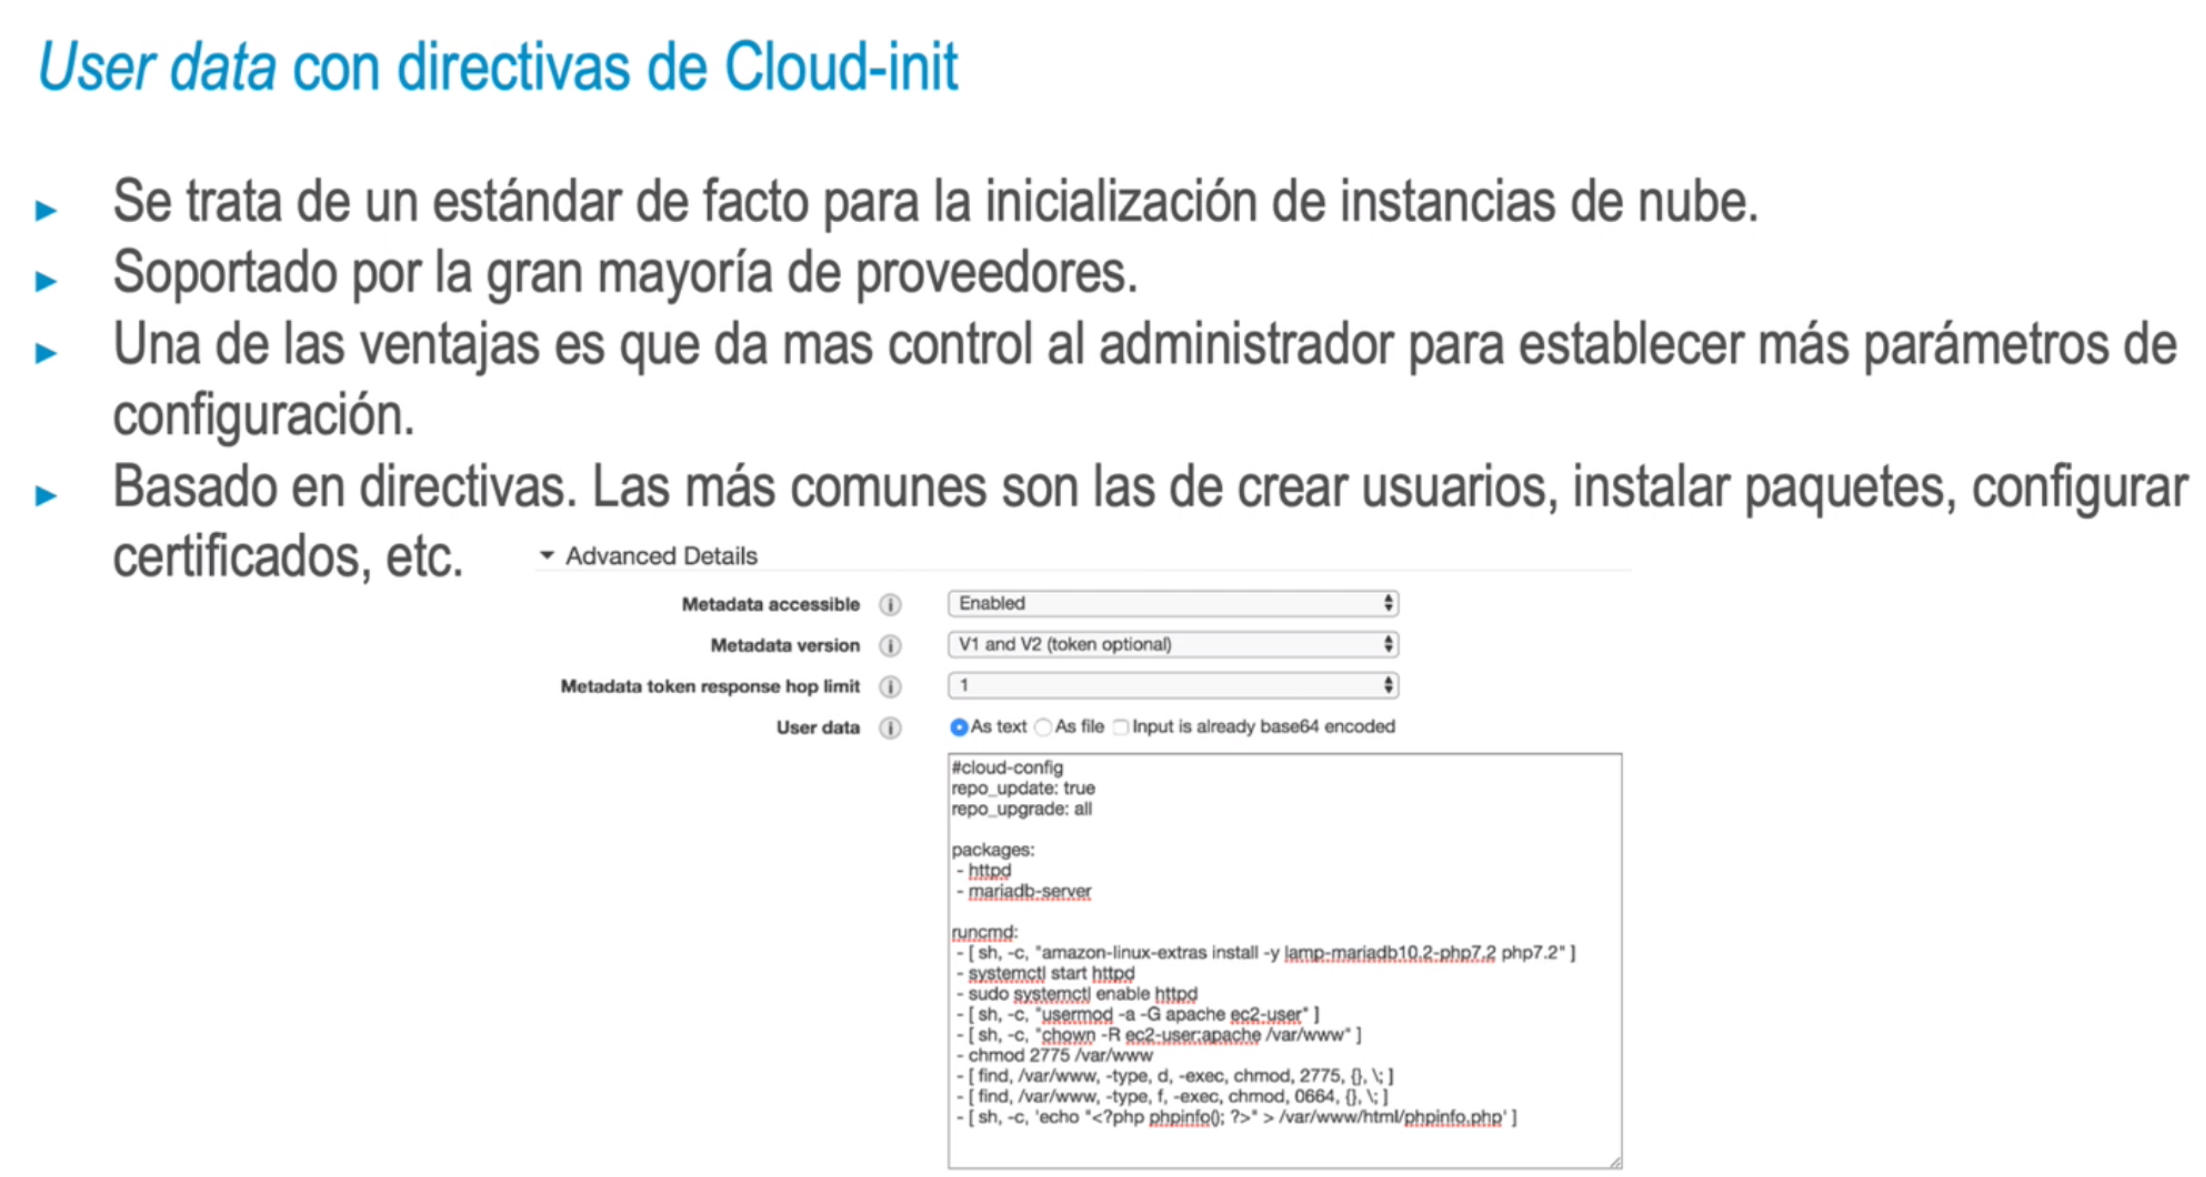 User data con directivas de Cloud-init
Se trata de un estándar de facto para la inicialización de instancias de nube.
Soportado por la gran mayoría de proveedores.
Una de las ventajas es que da mas control al administrador para establecer más parámetros de
configuración.
Basado en directivas. Las más comunes son las de crear usuarios, instalar paquetes, configurar
certificados, etc.
Advanced Details
Metadata accessible Enabled
Metadata version V1 and V2 (token optional)
Metadata token response hop limit 1
User data As text As file Input is already base64 encoded
#cloud-config
repo_update: true
repo_upgrade: all
packages:
- httpd
- mariadb-server
runcmd:
- [ sh, -c, "amazon-linux-extras install -y lamp-mariadb10.2-php7.2 php7.2" ]
- systemctl start httpd
- sudo systemctl enable httpd
- [ sh, -c, "usermod -a -G apache ec2-user" ]
- [ sh, -c, "chown -R ec2-user:apache /var/www" ]
- chmod 2775 /var/www
- [ find, /var/www, -type, d, -exec, chmod, 2775, {}, \; ]
- [ find, /var/www, -type, f, -exec, chmod, 0664, {}, \; ]
- [ sh, -c, 'echo "<?php phpinfo(); ?>" > /var/www/html/phpinfo.php' ]